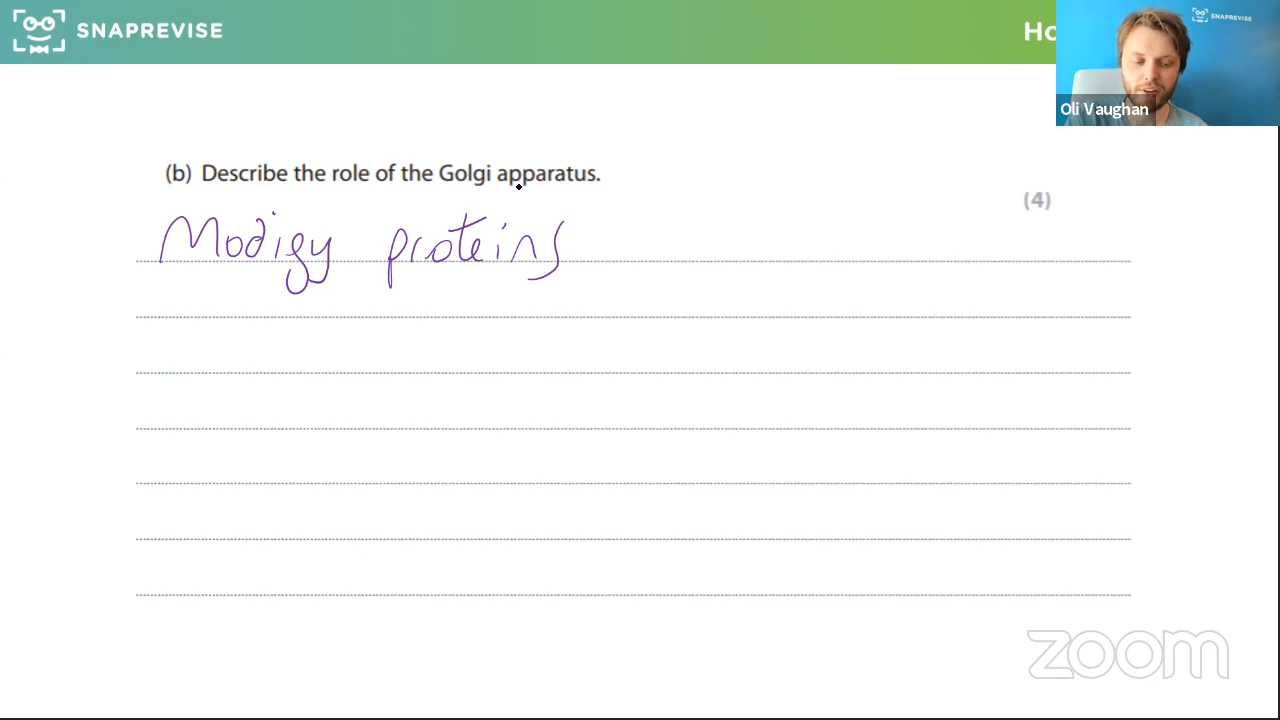 SNAPREVISE
Ho
SNAPREVISE
Oli Vaughan
(b) Describe the role of the Golgi apparatus.
(4)
Modify proteins
zoom